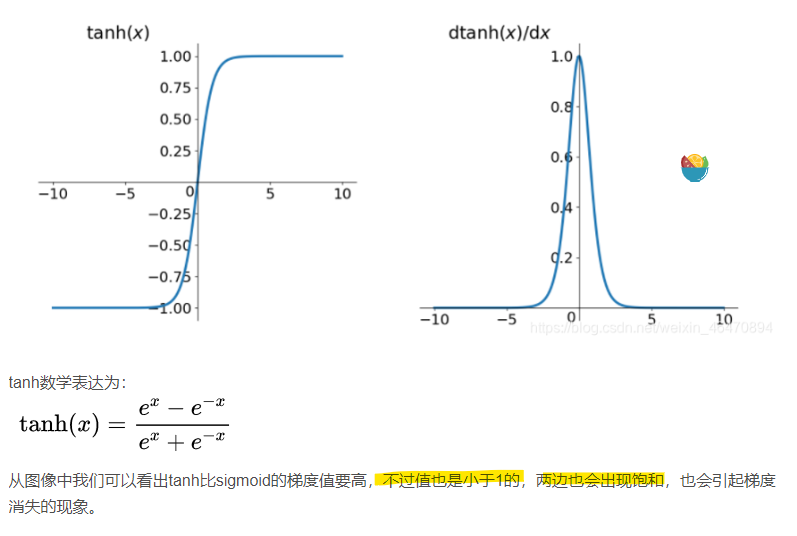 tanh(x)
dtanh(x)/dx
1.00
0.75
0.50
0.25
−10 −5 0 5 10
−0.25
−0.50
−0.75
−1.00
1.0
0.8
0.6
0.4
0.2
−10 −5 0 5 10
https://blog.csdn.net/weixin_46470894
tanh数学表达为：
tanh(x) = (e^x − e^−x) / (e^x + e^−x)
从图像中我们可以看出tanh比sigmoid的梯度值要高，不过值也是小于1的，两边也会出现饱和，也会引起梯度
消失的现象。